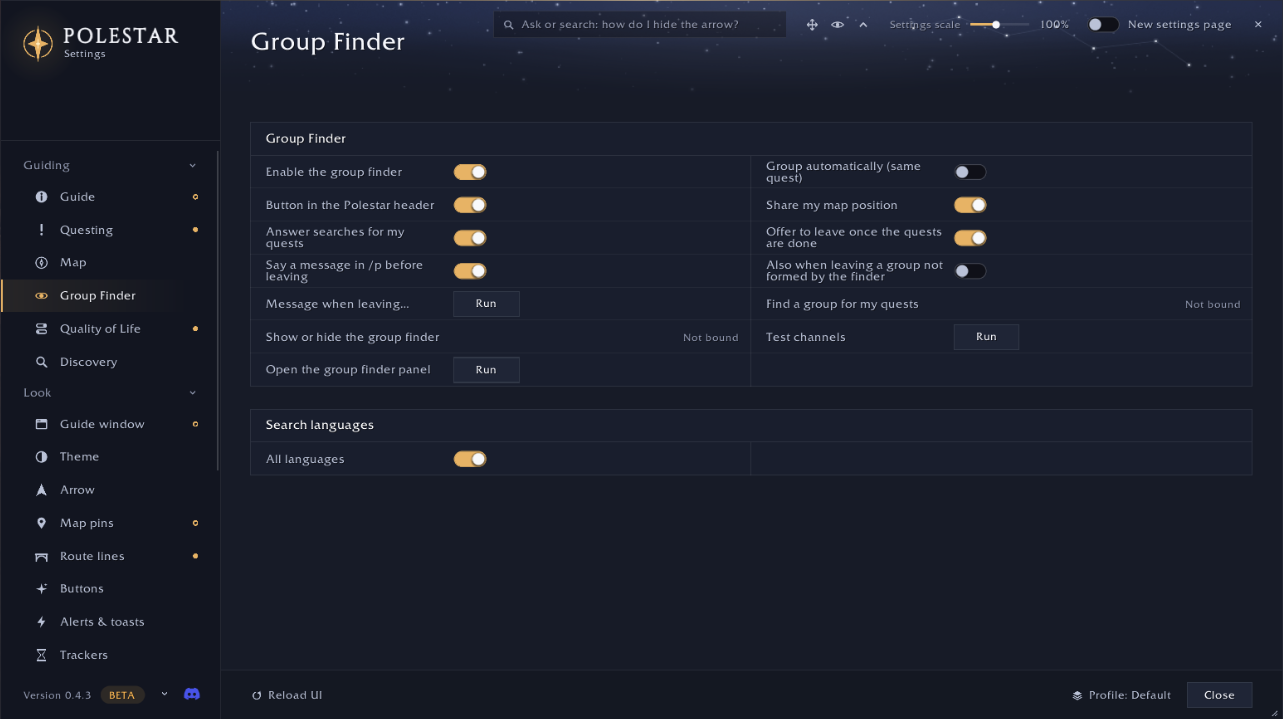 POLESTAR
Settings
Ask or search: how do I hide the arrow?
Settings scale
100%
New settings page
Group Finder
Guiding
Guide
Questing
Map
Group Finder
Quality of Life
Discovery
Look
Guide window
Theme
Arrow
Map pins
Route lines
Buttons
Alerts & toasts
Trackers
Version 0.4.3
BETA
Group Finder
Enable the group finder
Group automatically (same
quest)
Button in the Polestar header
Share my map position
Answer searches for my
quests
Offer to leave once the quests
are done
Say a message in /p before
leaving
Also when leaving a group not
formed by the finder
Message when leaving...
Run
Find a group for my quests
Not bound
Show or hide the group finder
Not bound
Test channels
Run
Open the group finder panel
Run
Search languages
All languages
Reload UI
Profile: Default
Close